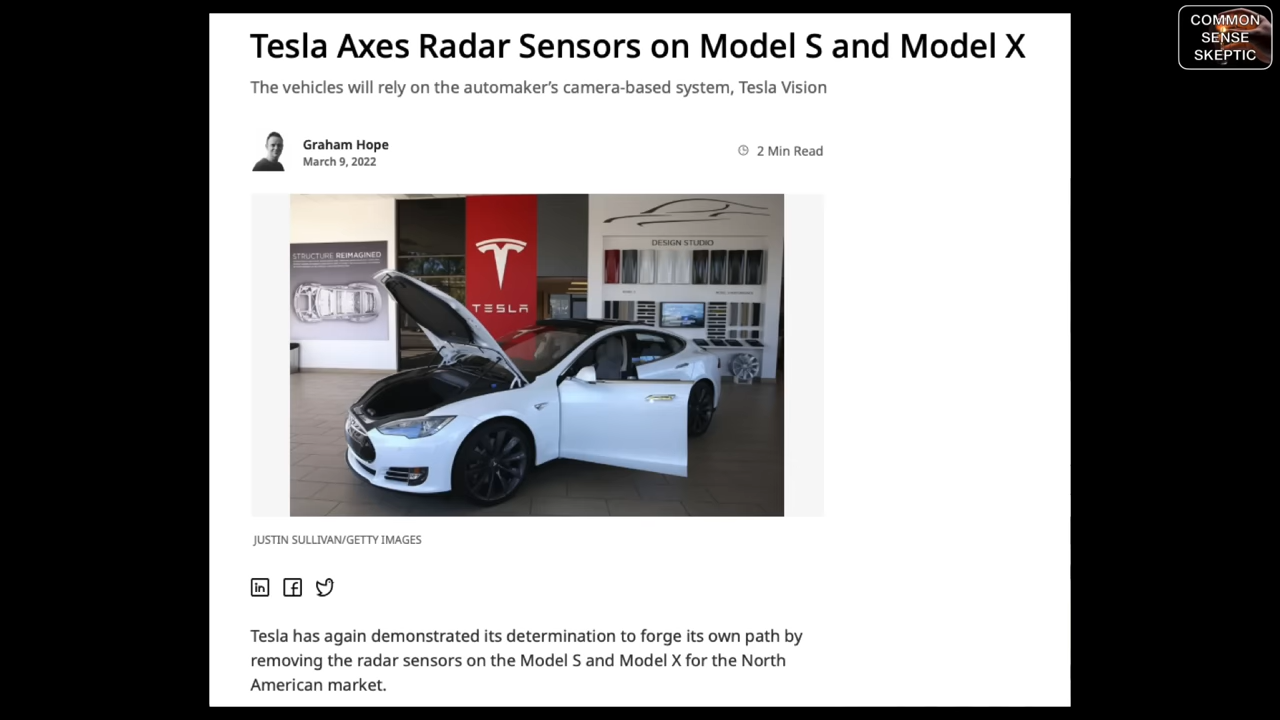 COMMON
SENSE
SKEPTIC
Tesla Axes Radar Sensors on Model S and Model X
The vehicles will rely on the automaker’s camera-based system, Tesla Vision
Graham Hope
March 9, 2022
2 Min Read
STRUCTURE REIMAGINED
TESLA
DESIGN STUDIO
JUSTIN SULLIVAN/GETTY IMAGES
in f
Tesla has again demonstrated its determination to forge its own path by
removing the radar sensors on the Model S and Model X for the North
American market.